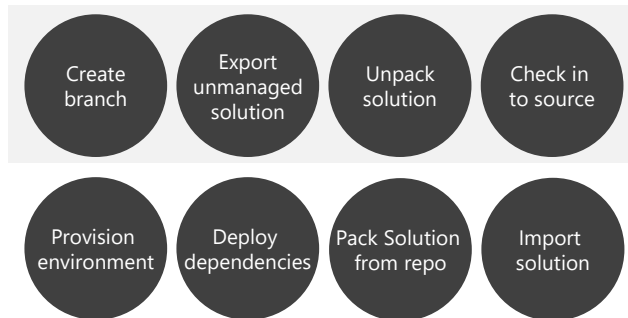 Create
branch
Export
unmanaged
solution
Unpack
solution
Check in
to source
Provision
environment
Deploy
dependencies
Pack Solution
from repo
Import
solution